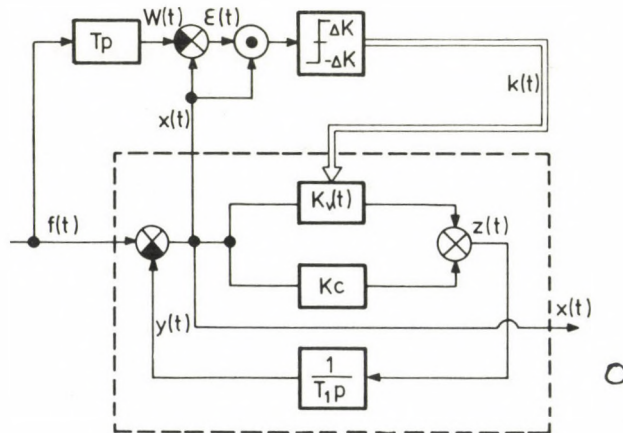 W(t) ε(t)
Tp
ΔK
-ΔK
k(t)
x(t)
Kv(t)
f(t)
z(t)
Kc
y(t)
x(t)
1
T1p